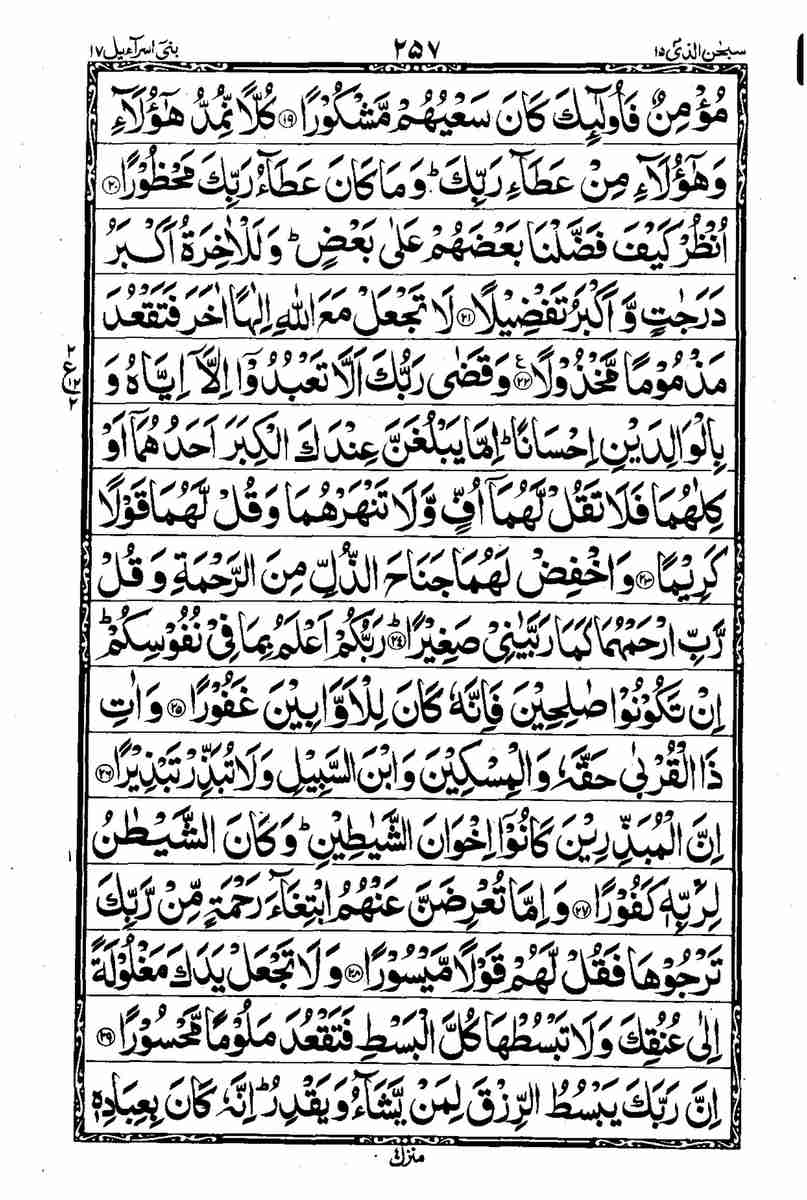 سبحٰن الذی ۱۵ ۲۵۷ بنی اسرآءیل ۱۷
مُؤْمِنٌ فَاُولٰٓئِكَ كَانَ سَعْيُهُمْ مَّشْكُوْرًا ۝۱۹ كُلًّا نُّمِدُّ هٰٓؤُلَآءِ
وَهٰٓؤُلَآءِ مِنْ عَطَآءِ رَبِّكَ ؕ وَمَا كَانَ عَطَآءُ رَبِّكَ مَحْظُوْرًا ۝۲۰
اُنْظُرْ كَيْفَ فَضَّلْنَا بَعْضَهُمْ عَلٰى بَعْضٍ ؕ وَلَلْاٰخِرَةُ اَكْبَرُ
دَرَجٰتٍ وَّاَكْبَرُ تَفْضِيْلًا ۝۲۱ لَا تَجْعَلْ مَعَ اللّٰهِ اِلٰهًا اٰخَرَ فَتَقْعُدَ
مَذْمُوْمًا مَّخْذُوْلًا ۝۲۲ ع وَقَضٰى رَبُّكَ اَلَّا تَعْبُدُوْٓا اِلَّآ اِيَّاهُ وَ
۲ ع ۱۲ ۲
بِالْوَالِدَيْنِ اِحْسَانًا ؕ اِمَّا يَبْلُغَنَّ عِنْدَكَ الْكِبَرَ اَحَدُهُمَآ اَوْ
كِلٰهُمَا فَلَا تَقُلْ لَّهُمَآ اُفٍّ وَّلَا تَنْهَرْهُمَا وَقُلْ لَّهُمَا قَوْلًا
كَرِيْمًا ۝۲۳ وَاخْفِضْ لَهُمَا جَنَاحَ الذُّلِّ مِنَ الرَّحْمَةِ وَقُلْ
رَّبِّ ارْحَمْهُمَا كَمَا رَبَّيٰنِيْ صَغِيْرًا ؕ ۝۲۴ رَبُّكُمْ اَعْلَمُ بِمَا فِيْ نُفُوْسِكُمْ ؕ
اِنْ تَكُوْنُوْا صٰلِحِيْنَ فَاِنَّهٗ كَانَ لِلْاَوَّابِيْنَ غَفُوْرًا ۝۲۵ وَاٰتِ
ذَا الْقُرْبٰى حَقَّهٗ وَالْمِسْكِيْنَ وَابْنَ السَّبِيْلِ وَلَا تُبَذِّرْ تَبْذِيْرًا ۝۲۶
اِنَّ الْمُبَذِّرِيْنَ كَانُوْٓا اِخْوَانَ الشَّيٰطِيْنِ ؕ وَكَانَ الشَّيْطٰنُ
لِرَبِّهٖ كَفُوْرًا ۝۲۷ وَاِمَّا تُعْرِضَنَّ عَنْهُمُ ابْتِغَآءَ رَحْمَةٍ مِّنْ رَّبِّكَ
تَرْجُوْهَا فَقُلْ لَّهُمْ قَوْلًا مَّيْسُوْرًا ۝۲۸ وَلَا تَجْعَلْ يَدَكَ مَغْلُوْلَةً
اِلٰى عُنُقِكَ وَلَا تَبْسُطْهَا كُلَّ الْبَسْطِ فَتَقْعُدَ مَلُوْمًا مَّحْسُوْرًا ۝۲۹
اِنَّ رَبَّكَ يَبْسُطُ الرِّزْقَ لِمَنْ يَّشَآءُ وَيَقْدِرُ ؕ اِنَّهٗ كَانَ بِعِبَادِهٖ
منزل ۴